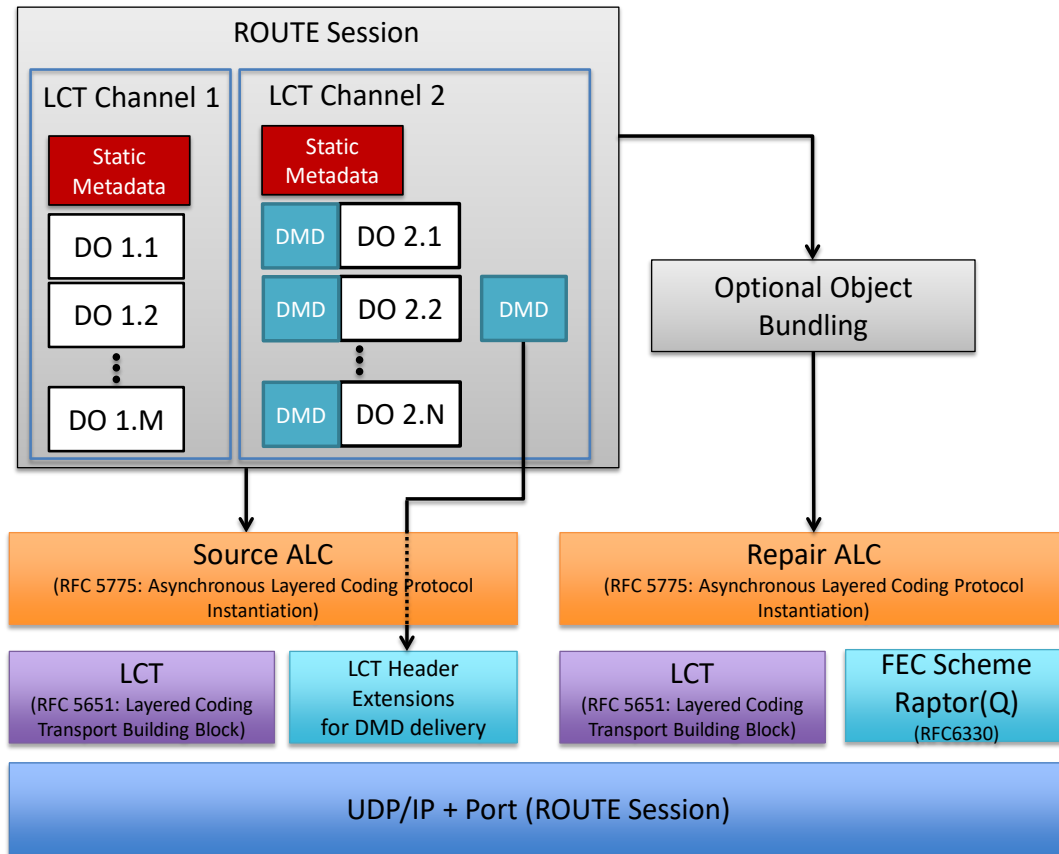 ROUTE Session
LCT Channel 1
Static
Metadata
DO 1.1
DO 1.2
DO 1.M
LCT Channel 2
Static
Metadata
DMD
DO 2.1
DMD
DO 2.2
DMD
DMD
DO 2.N
Optional Object
Bundling
Source ALC
(RFC 5775: Asynchronous Layered Coding Protocol
Instantiation)
Repair ALC
(RFC 5775: Asynchronous Layered Coding Protocol
Instantiation)
LCT
(RFC 5651: Layered Coding
Transport Building Block)
LCT Header
Extensions
for DMD delivery
LCT
(RFC 5651: Layered Coding
Transport Building Block)
FEC Scheme
Raptor(Q)
(RFC6330)
UDP/IP + Port (ROUTE Session)